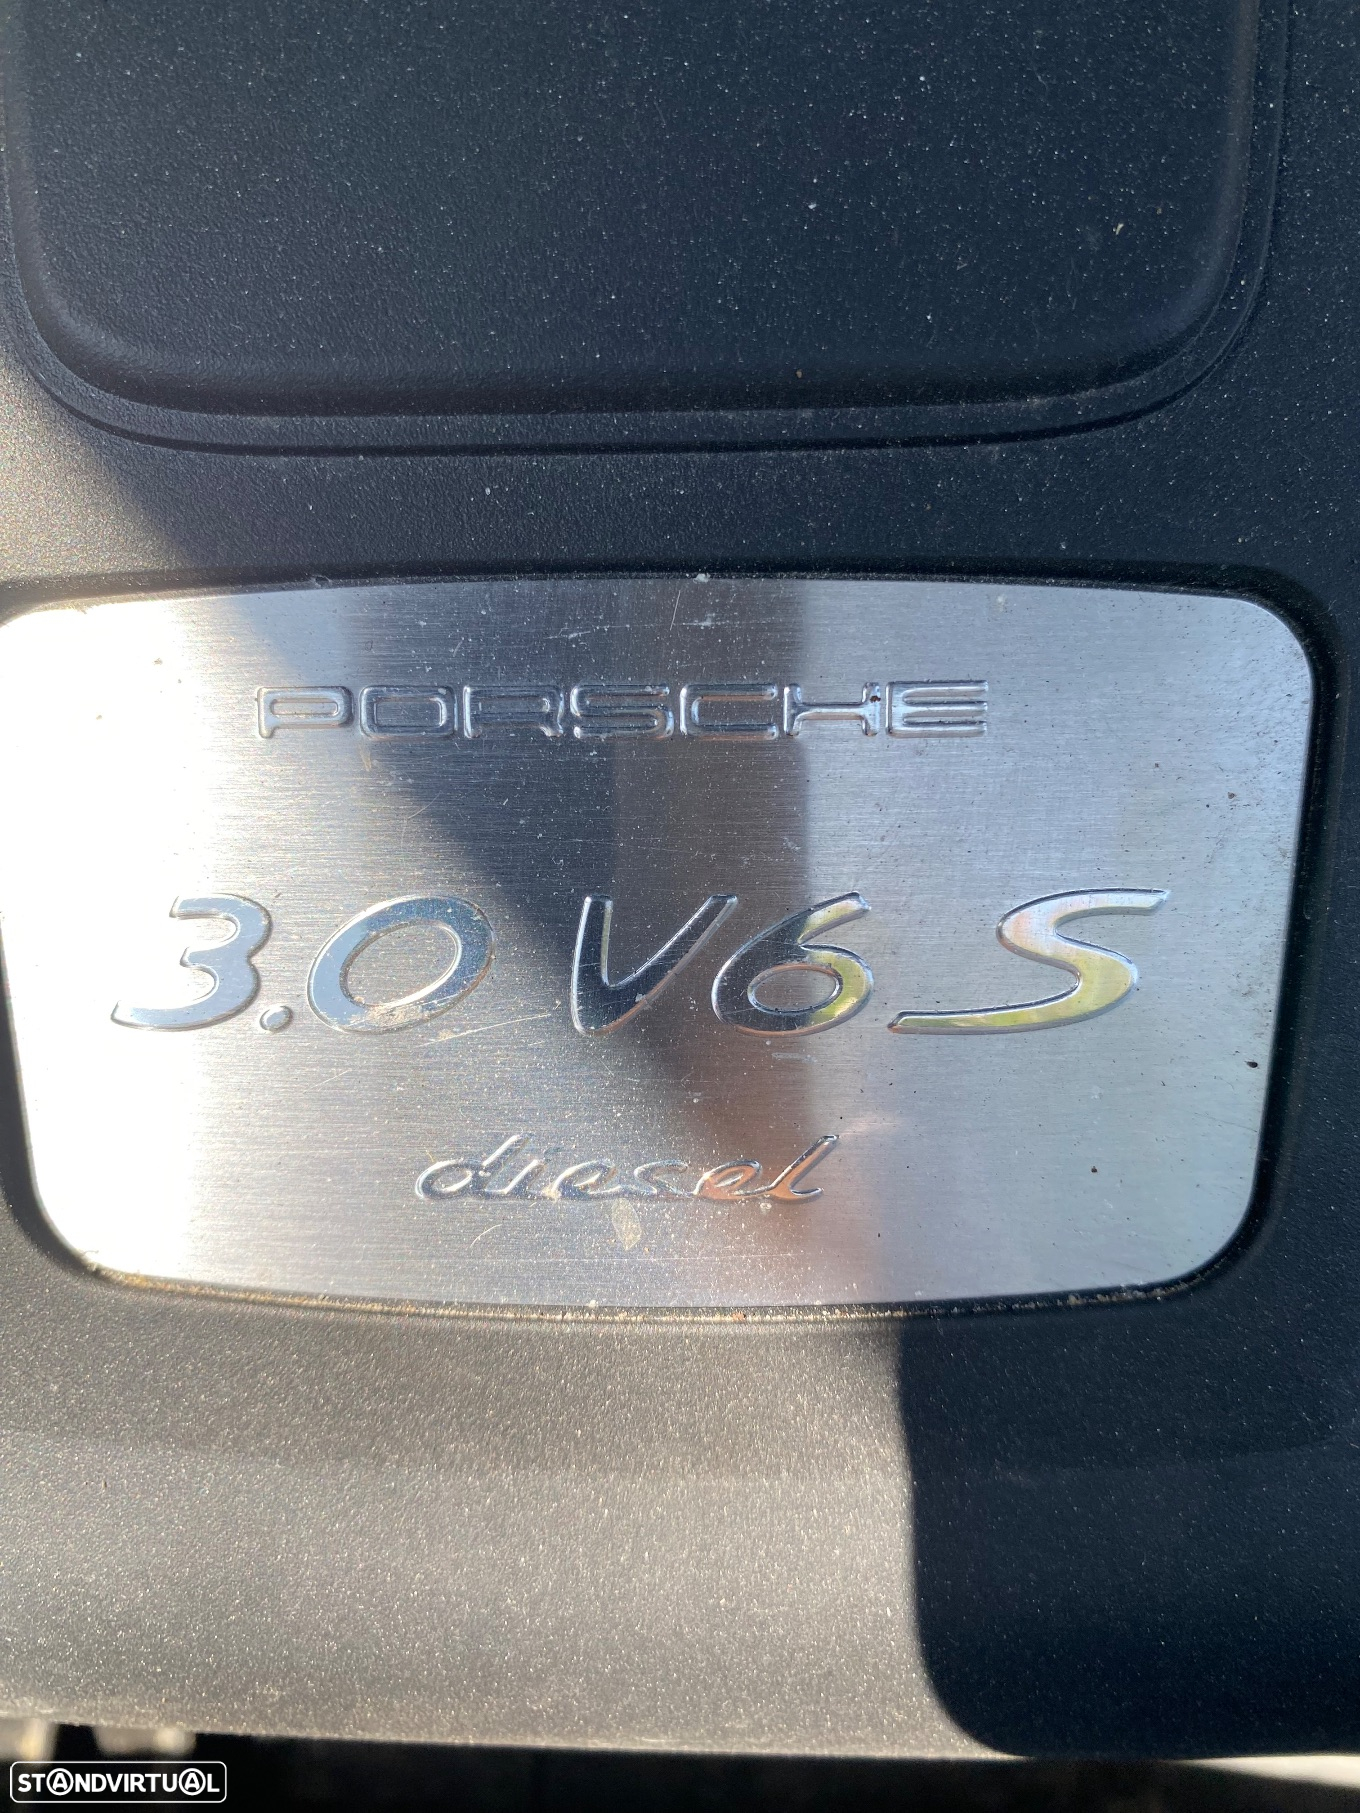 PORSCHE
3.0 V6 S
diesel
STANDVIRTUAL